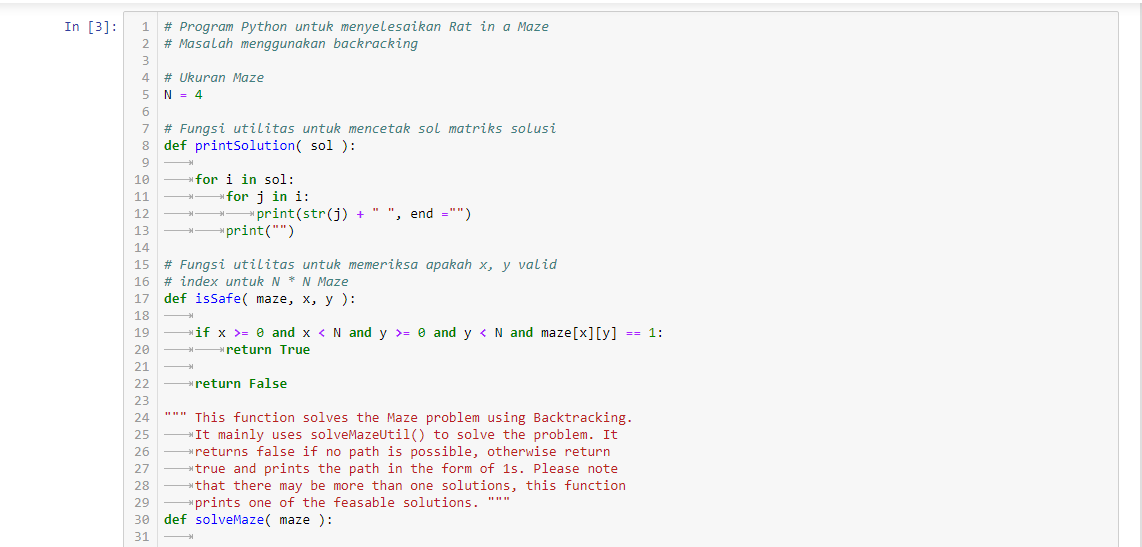 In [3]:
1 # Program Python untuk menyelesaikan Rat in a Maze
2 # Masalah menggunakan backracking
3
4 # Ukuran Maze
5 N = 4
6
7 # Fungsi utilitas untuk mencetak sol matriks solusi
8 def printSolution( sol ):
9
10 for i in sol:
11 for j in i:
12 print(str(j) + " ", end ="")
13 print("")
14
15 # Fungsi utilitas untuk memeriksa apakah x, y valid
16 # index untuk N * N Maze
17 def isSafe( maze, x, y ):
18
19 if x >= 0 and x < N and y >= 0 and y < N and maze[x][y] == 1:
20 return True
21
22 return False
23
24 """ This function solves the Maze problem using Backtracking.
25 It mainly uses solveMazeUtil() to solve the problem. It
26 returns false if no path is possible, otherwise return
27 true and prints the path in the form of 1s. Please note
28 that there may be more than one solutions, this function
29 prints one of the feasable solutions. """
30 def solveMaze( maze ):
31